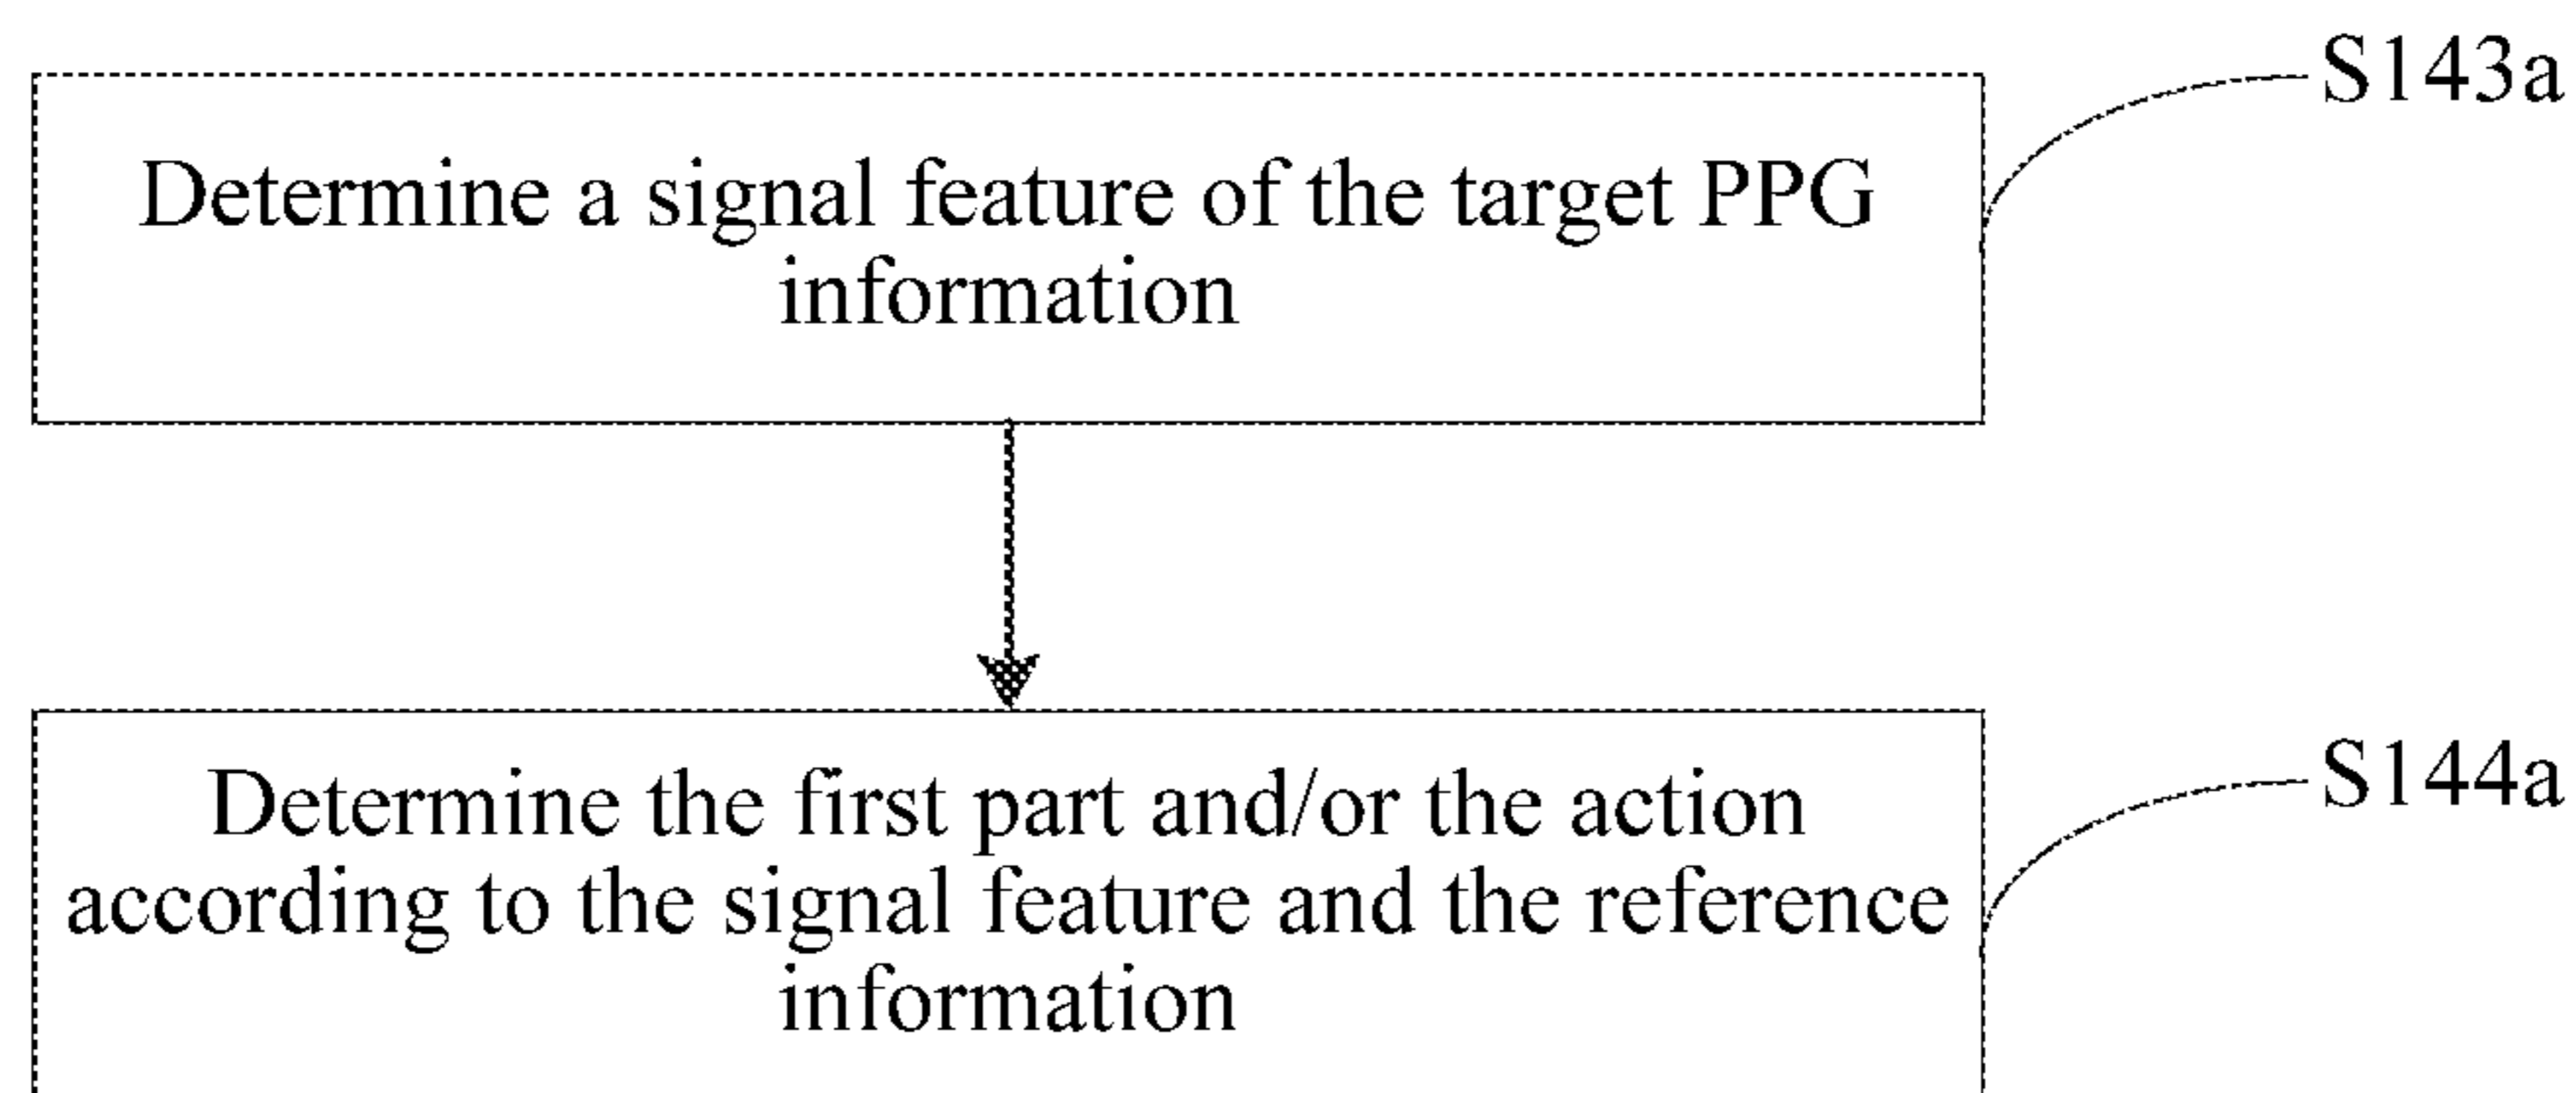 S143a
Determine a signal feature of the target PPG
information
S144a
Determine the first part and/or the action
according to the signal feature and the reference
information